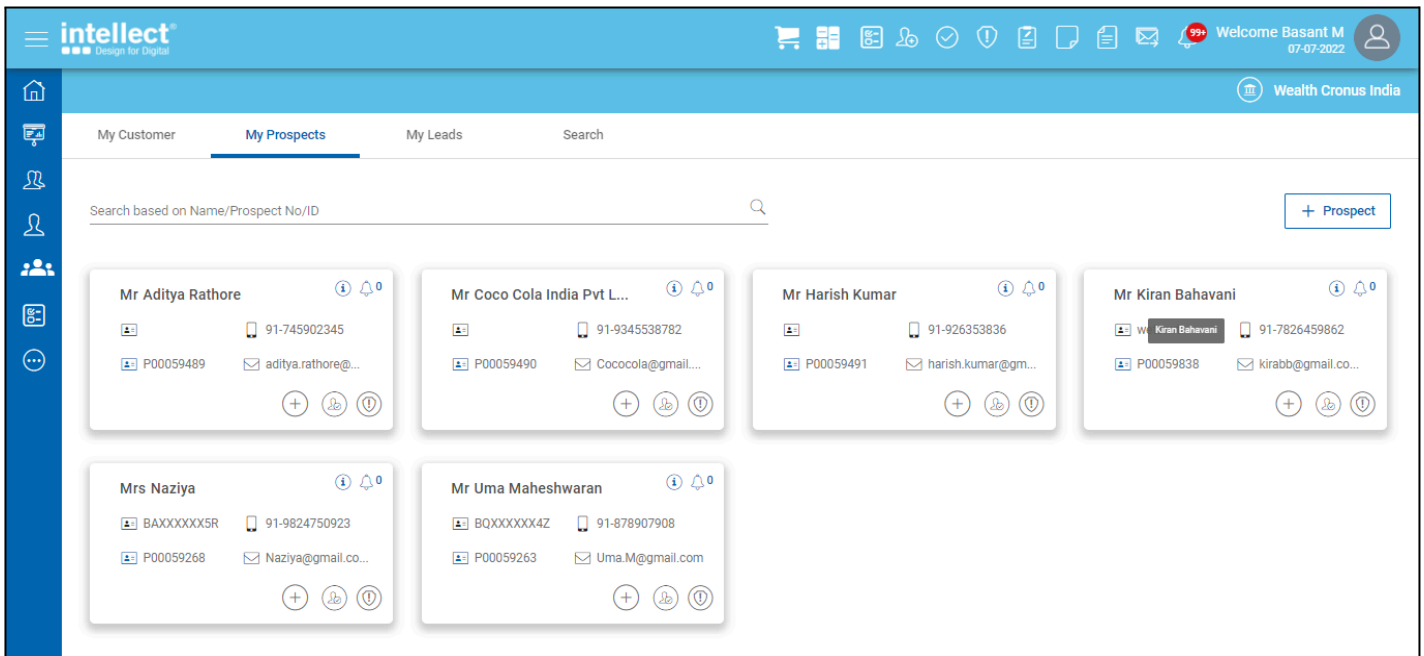 intellect®
Design for Digital
99+
Welcome Basant M
07-07-2022
Wealth Cronus India
My Customer My Prospects My Leads Search
Search based on Name/Prospect No/ID
+ Prospect
Mr Aditya Rathore 0
91-745902345
P00059489 aditya.rathore@...
Mr Coco Cola India Pvt L... 0
91-9345538782
P00059490 Cococola@gmail....
Mr Harish Kumar 0
91-926353836
P00059491 harish.kumar@gm...
Mr Kiran Bahavani 0
Kiran Bahavani 91-7826459862
P00059838 kirabb@gmail.co...
Mrs Naziya 0
BAXXXXXX5R 91-9824750923
P00059268 Naziya@gmail.co...
Mr Uma Maheshwaran 0
BQXXXXXX4Z 91-878907908
P00059263 Uma.M@gmail.com